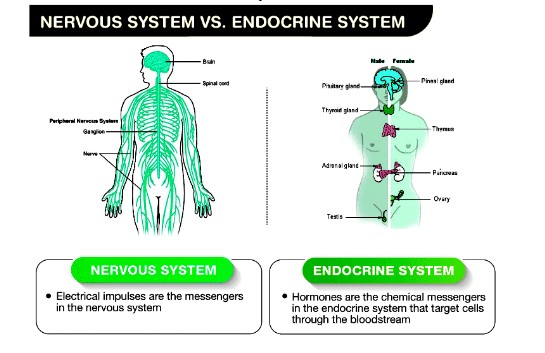 NERVOUS SYSTEM VS. ENDOCRINE SYSTEM
Brain
Spinal cord
Peripheral Nervous System
Ganglion
Nerve
Male Female
Pituitary gland
Pineal gland
Thyroid gland
Thymus
Adrenal gland
Pancreas
Ovary
Testis
NERVOUS SYSTEM
• Electrical impulses are the messengers
in the nervous system
ENDOCRINE SYSTEM
• Hormones are the chemical messengers
in the endocrine system that target cells
through the bloodstream